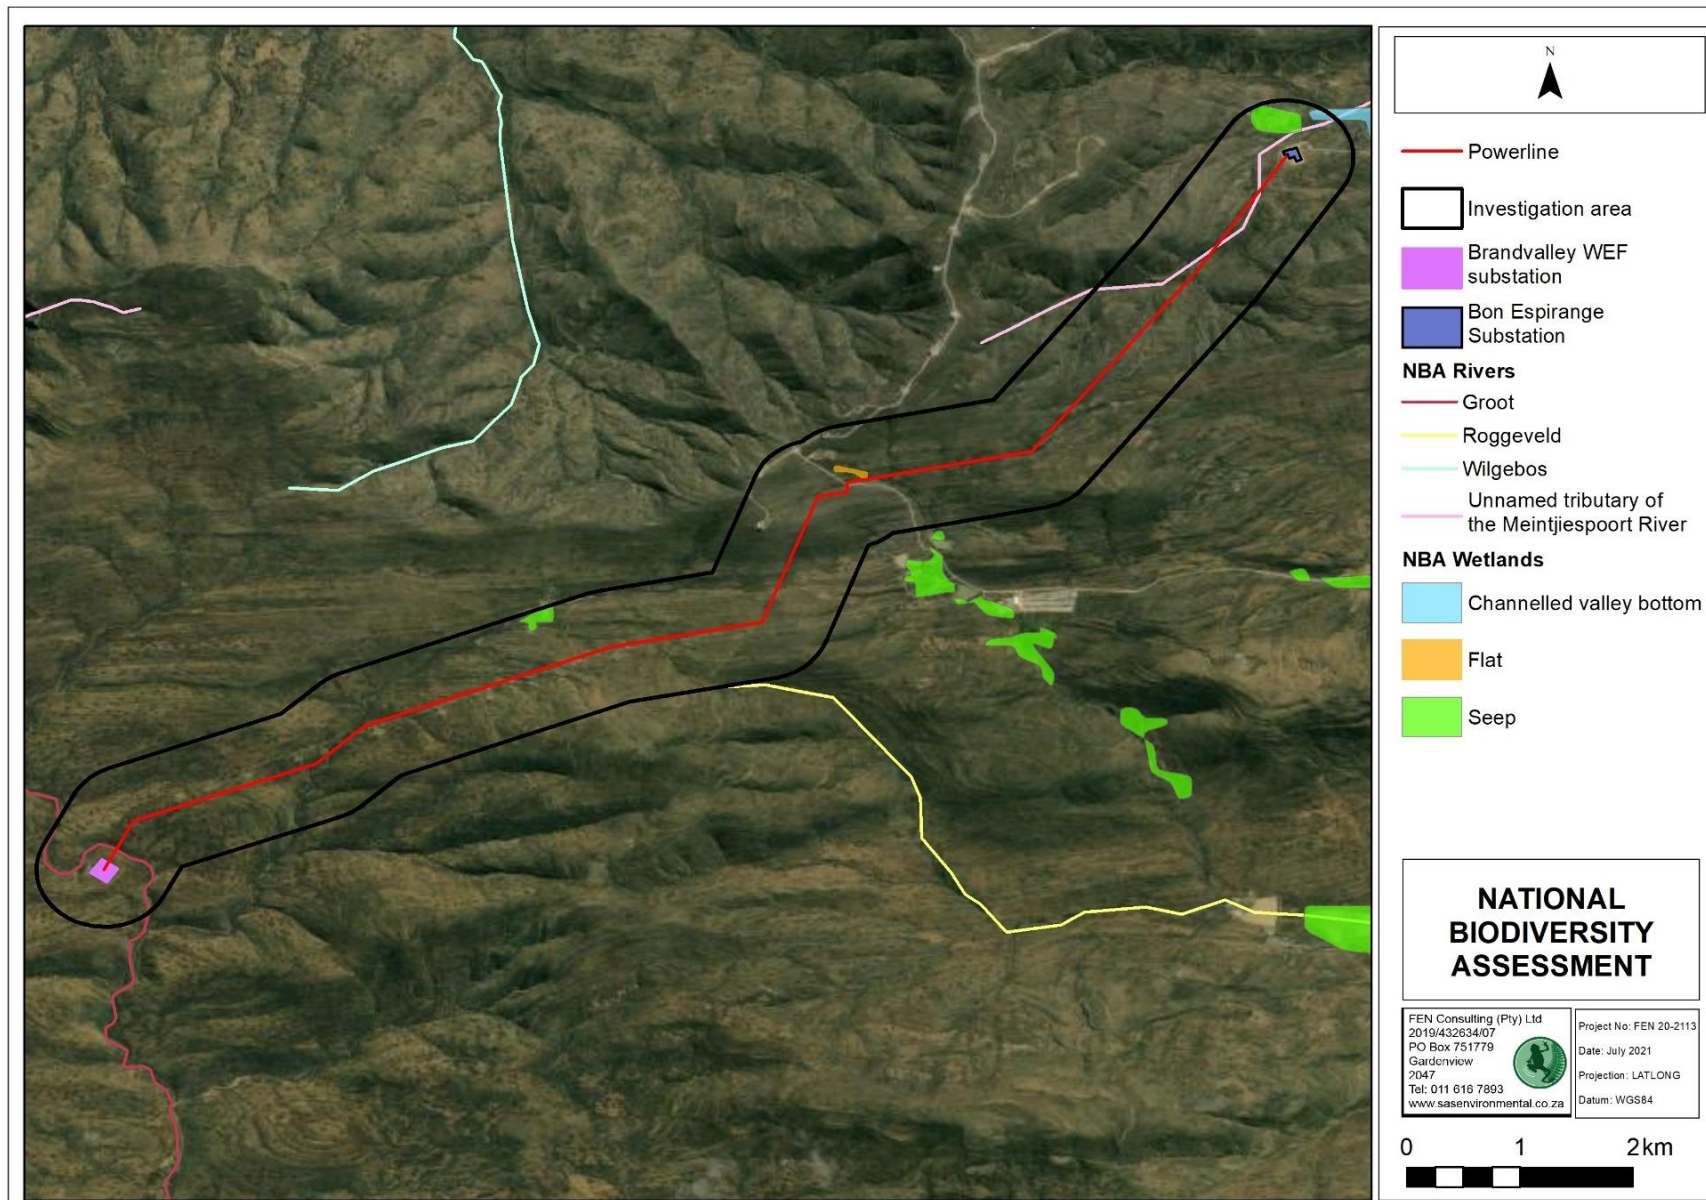 N
Powerline
Investigation area
Brandvalley WEF
substation
Bon Espirange
Substation
NBA Rivers
Groot
Roggeveld
Wilgebos
Unnamed tributary of
the Meintjiespoort River
NBA Wetlands
Channelled valley bottom
Flat
Seep
NATIONAL
BIODIVERSITY
ASSESSMENT
FEN Consulting (Pty) Ltd
2019/432634/07
PO Box 751779
Gardenview
2047
Tel: 011 616 7893
www.sasenvironmental.co.za
Project No: FEN 20-2113
Date: July 2021
Projection: LATLONG
Datum: WGS84
0 1 2 km